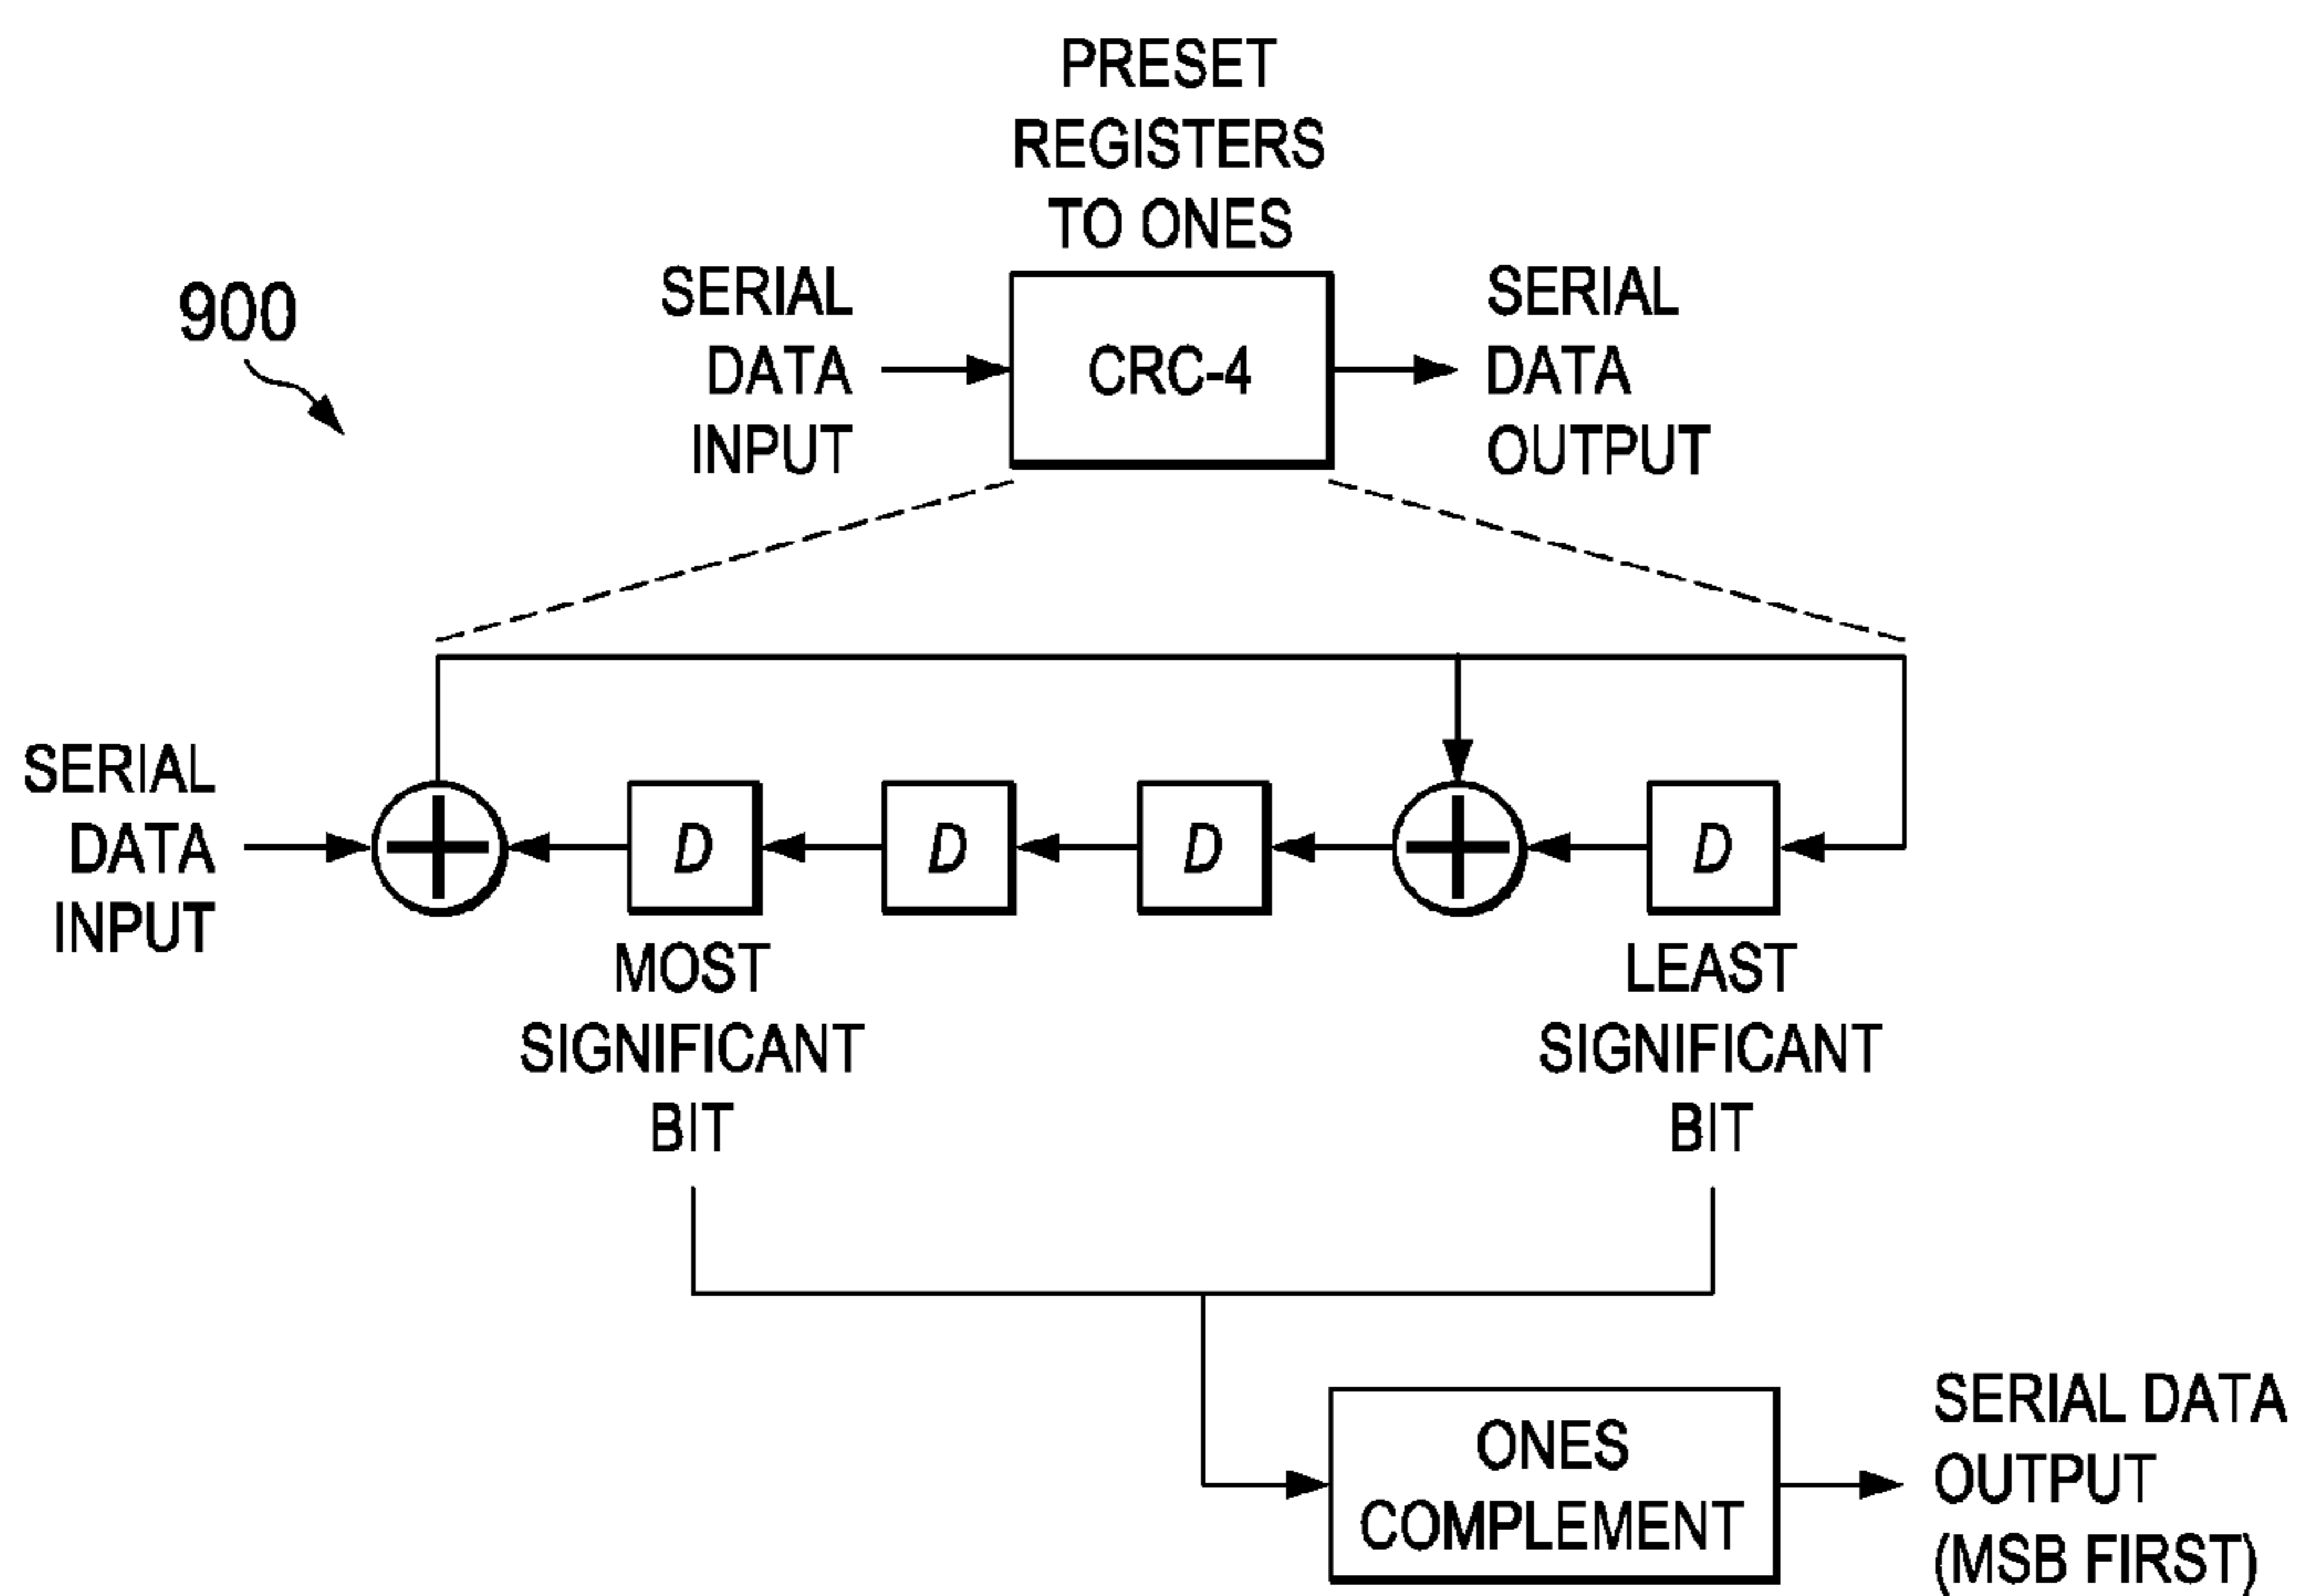 PRESET
REGISTERS
TO ONES
900
SERIAL
DATA
INPUT
CRC-4
SERIAL
DATA
OUTPUT
SERIAL
DATA
INPUT
D
D
D
D
MOST
SIGNIFICANT
BIT
LEAST
SIGNIFICANT
BIT
ONES
COMPLEMENT
SERIAL DATA
OUTPUT
(MSB FIRST)